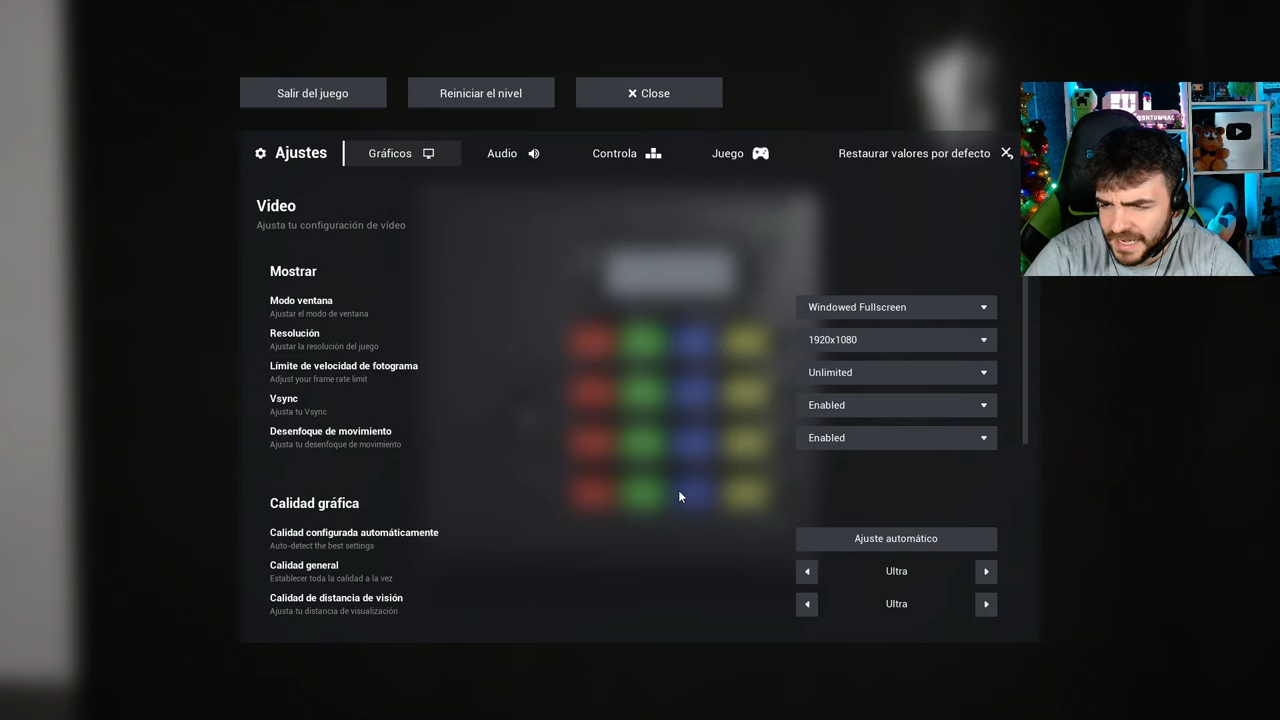 Salir del juego
Reiniciar el nivel
Close
Ajustes
Gráficos
Audio
Controla
Juego
Restaurar valores por defecto
Video
Ajusta tu configuración de vídeo
Mostrar
Modo ventana
Windowed Fullscreen
Ajustar el modo de ventana
Resolución
1920x1080
Ajustar la resolución del juego
Límite de velocidad de fotograma
Unlimited
Adjust your frame rate limit
Vsync
Enabled
Ajusta tu Vsync
Desenfoque de movimiento
Enabled
Ajusta tu desenfoque de movimiento
Calidad gráfica
Calidad configurada automáticamente
Ajuste automático
Auto-detect the best settings
Calidad general
Ultra
Establecer toda la calidad a la vez
Calidad de distancia de visión
Ultra
Ajusta tu distancia de visualización